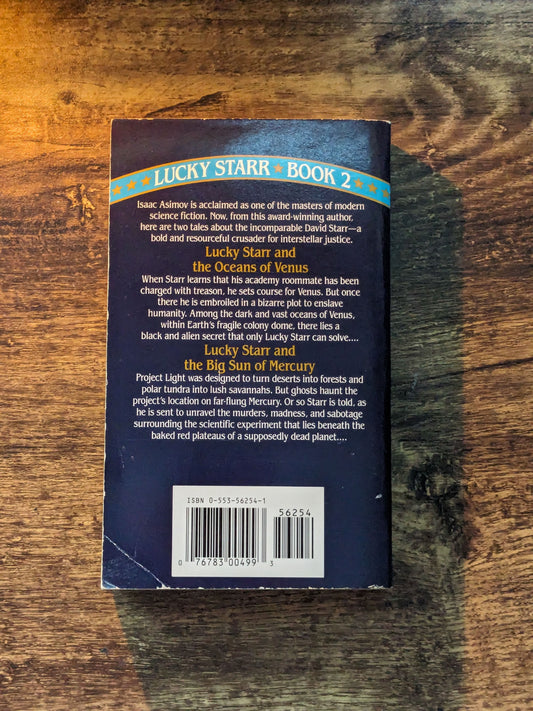 LUCKY STARR ★ BOOK 2
Isaac Asimov is acclaimed as one of the masters of modern
science fiction. Now, from this award-winning author,
here are two tales about the incomparable David Starr—a
bold and resourceful crusader for interstellar justice.
Lucky Starr and
the Oceans of Venus
When Starr learns that his academy roommate has been
charged with treason, he sets course for Venus. But once
there he is embroiled in a bizarre plot to enslave
humanity. Among the dark and vast oceans of Venus,
within Earth's fragile colony dome, there lies a
black and alien secret that only Lucky Starr can solve....
Lucky Starr and
the Big Sun of Mercury
Project Light was designed to turn deserts into forests and
polar tundra into lush savannahs. But ghosts haunt the
project's location on far-flung Mercury. Or so Starr is told, as
he is sent to unravel the murders, madness, and sabotage
surrounding the scientific experiment that lies beneath the
baked red plateaus of a supposedly dead planet....
ISBN 0-553-56254-1
56254
0 76783 00499 3